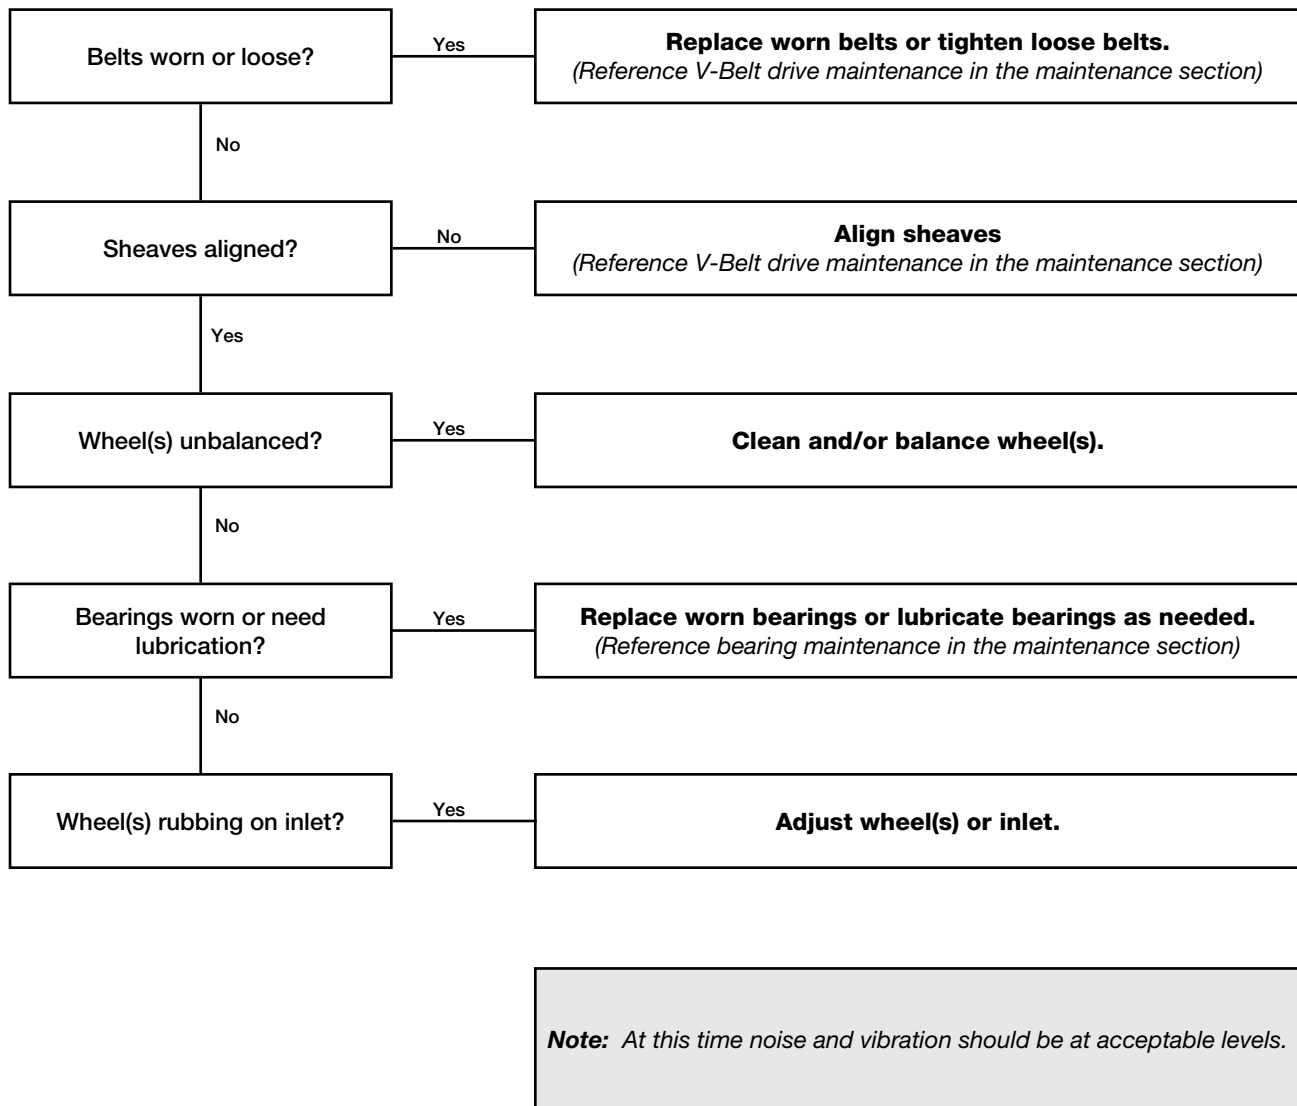 Belts worn or loose?
Yes
Replace worn belts or tighten loose belts.
(Reference V-Belt drive maintenance in the maintenance section)
No
Sheaves aligned?
No
Align sheaves
(Reference V-Belt drive maintenance in the maintenance section)
Yes
Wheel(s) unbalanced?
Yes
Clean and/or balance wheel(s).
No
Bearings worn or need
lubrication?
Yes
Replace worn bearings or lubricate bearings as needed.
(Reference bearing maintenance in the maintenance section)
No
Wheel(s) rubbing on inlet?
Yes
Adjust wheel(s) or inlet.
Note: At this time noise and vibration should be at acceptable levels.